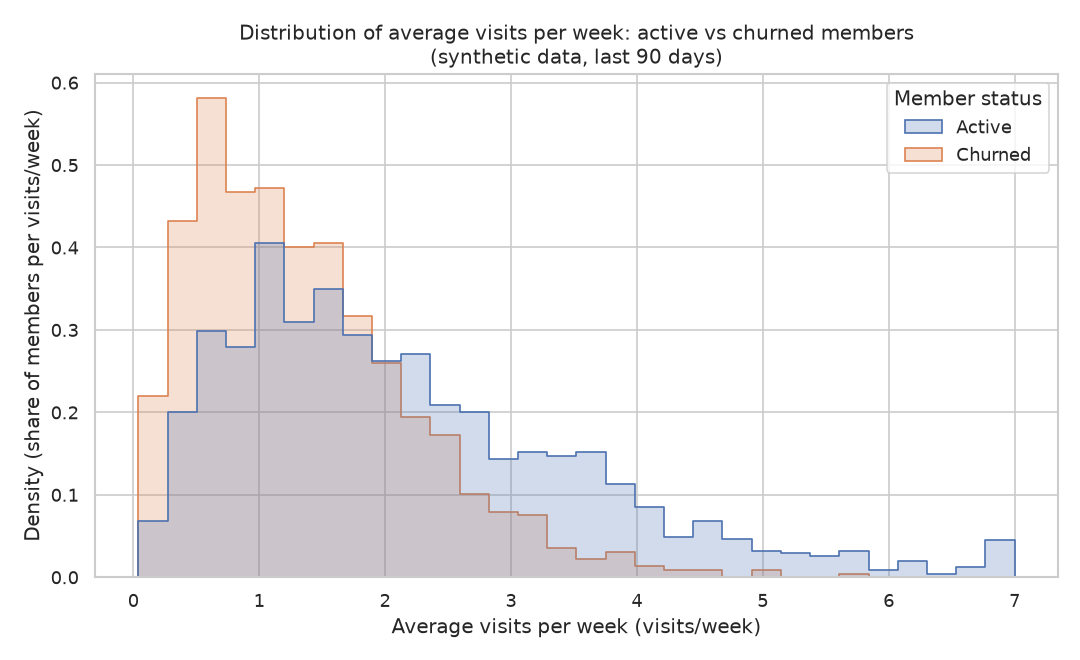 Distribution of average visits per week: active vs churned members
(synthetic data, last 90 days)
Density (share of members per visits/week)
0.6
0.5
0.4
0.3
0.2
0.1
0.0
Member status
Active
Churned
0 1 2 3 4 5 6 7
Average visits per week (visits/week)